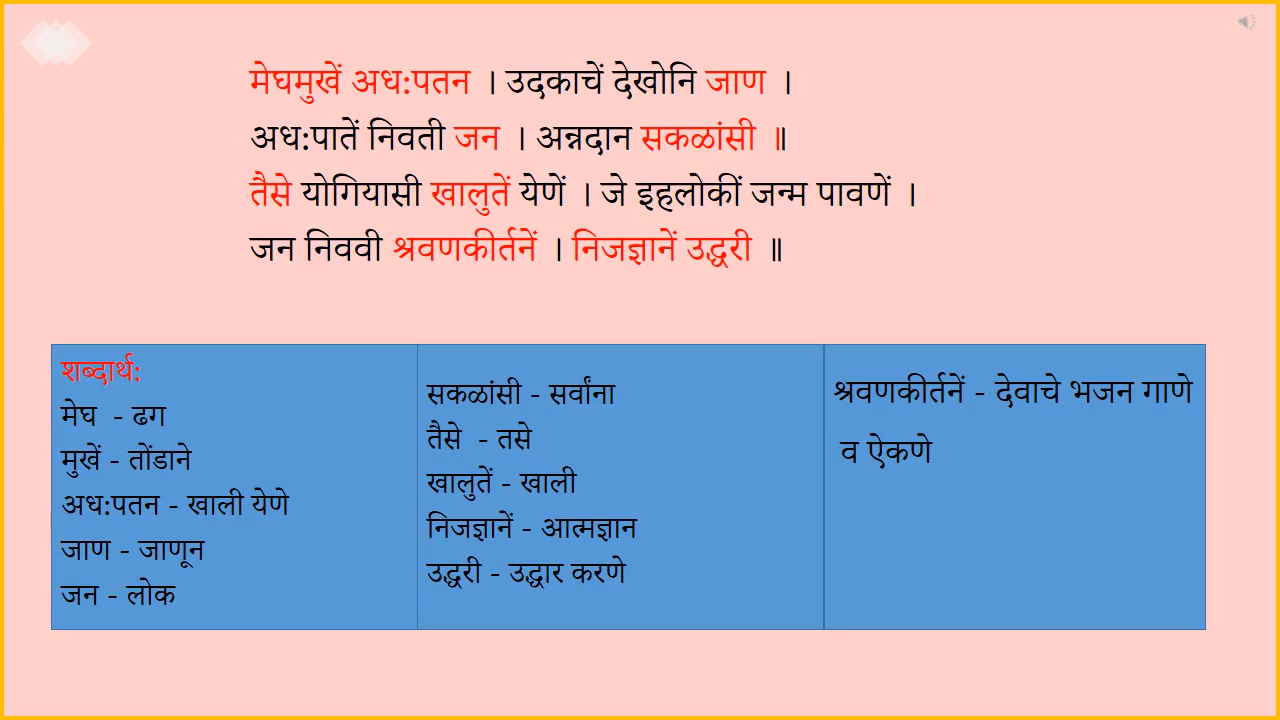 मेघमुखें अध:पतन । उदकाचें देखोनि जाण ।
अध:पातें निवती जन । अन्नदान सकळांसी ॥
तैसे योगियासी खालुतें येणें । जे इहलोकीं जन्म पावणें ।
जन निववी श्रवणकीर्तनें । निजज्ञानें उद्धरी ॥
शब्दार्थ:
मेघ - ढग
मुखें - तोंडाने
अध:पतन - खाली येणे
जाण - जाणून
जन - लोक
सकळांसी - सर्वांना
तैसे - तसे
खालुतें - खाली
निजज्ञानें - आत्मज्ञान
उद्धरी - उद्धार करणे
श्रवणकीर्तनें - देवाचे भजन गाणे
व ऐकणे